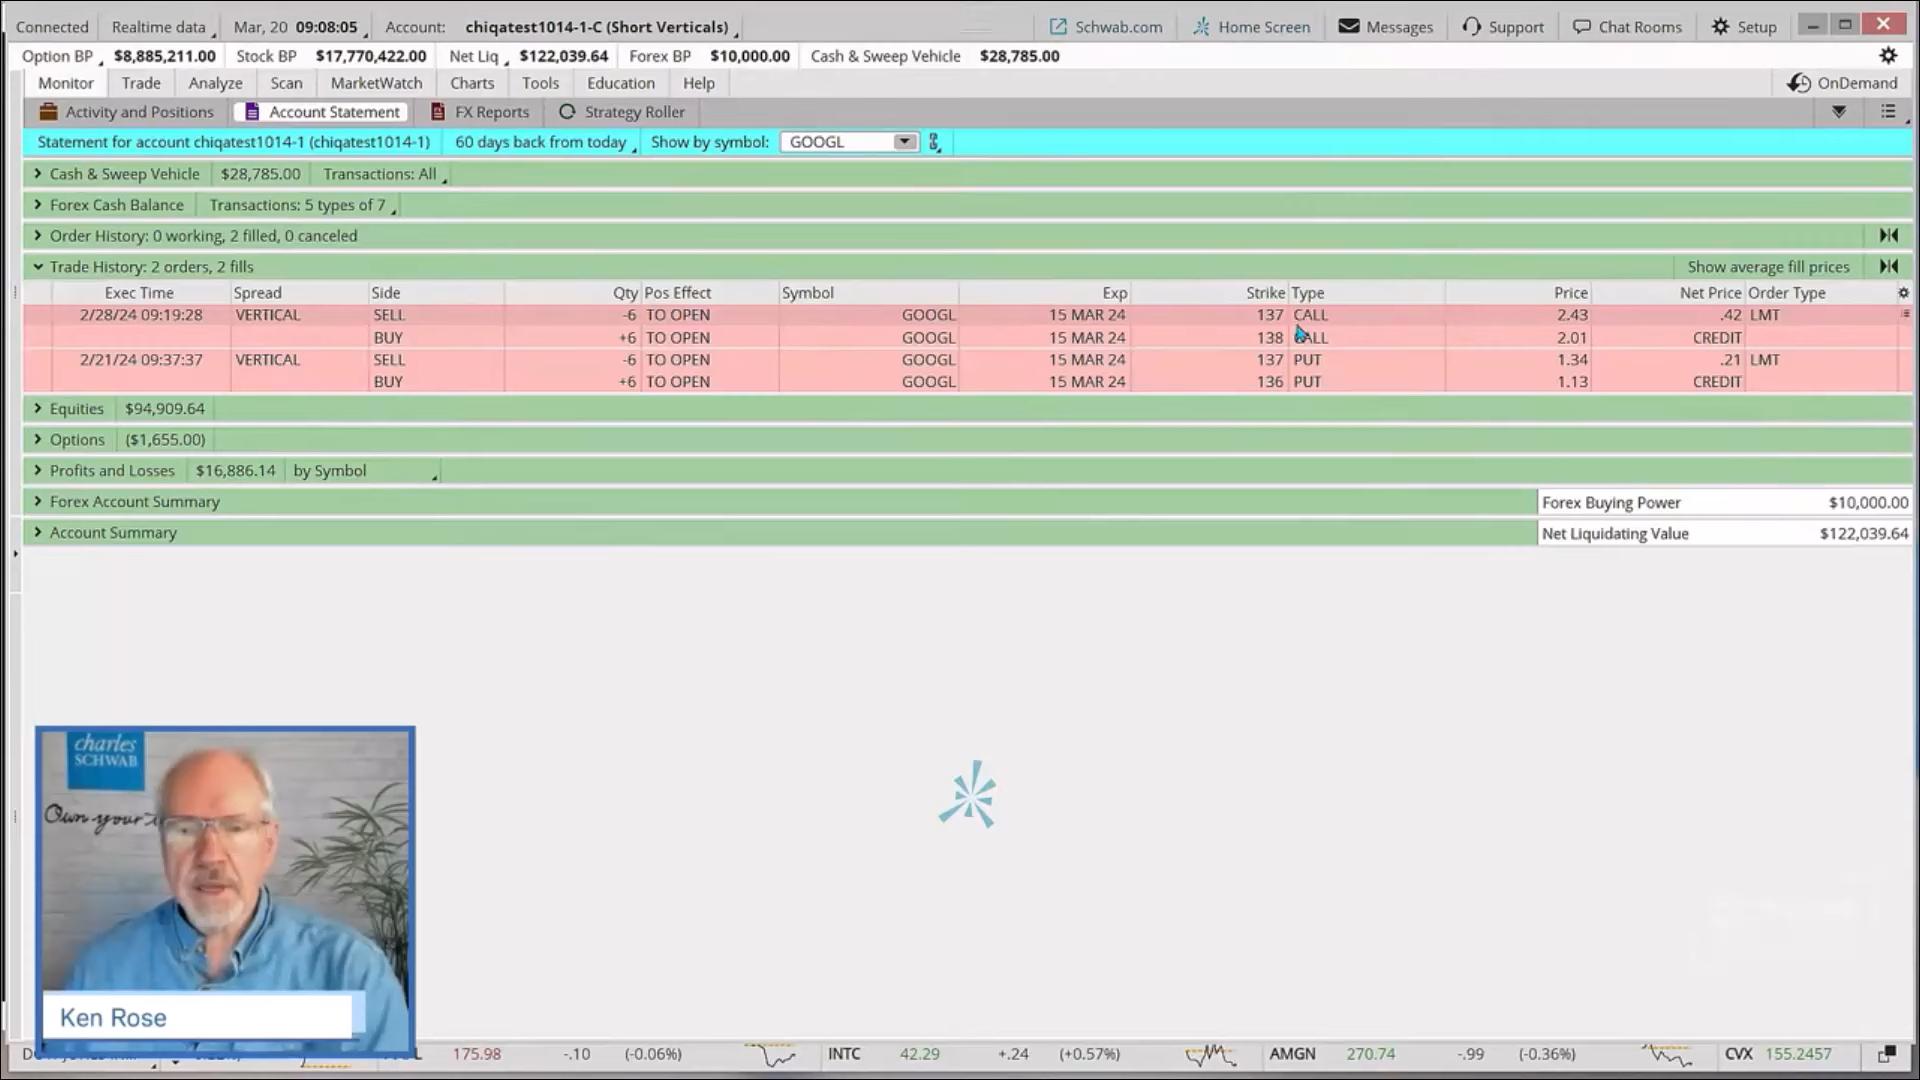 Connected Realtime data Mar, 20 09:08:05 Account: chiqatest1014-1-C (Short Verticals) Schwab.com Home Screen Messages Support Chat Rooms Setup
Option BP $8,885,211.00 Stock BP $17,770,422.00 Net Liq $122,039.64 Forex BP $10,000.00 Cash & Sweep Vehicle $28,785.00
Monitor Trade Analyze Scan MarketWatch Charts Tools Education Help OnDemand
Activity and Positions Account Statement FX Reports Strategy Roller
Statement for account chiqatest1014-1 (chiqatest1014-1) 60 days back from today Show by symbol: GOOGL
Cash & Sweep Vehicle $28,785.00 Transactions: All
Forex Cash Balance Transactions: 5 types of 7
Order History: 0 working, 2 filled, 0 canceled
Trade History: 2 orders, 2 fills Show average fill prices
Exec Time Spread Side Qty Pos Effect Symbol Exp Strike Type Price Net Price Order Type
2/28/24 09:19:28 VERTICAL SELL -6 TO OPEN GOOGL 15 MAR 24 137 CALL 2.43 .42 LMT
BUY +6 TO OPEN GOOGL 15 MAR 24 138 CALL 2.01 CREDIT
2/21/24 09:37:37 VERTICAL SELL -6 TO OPEN GOOGL 15 MAR 24 137 PUT 1.34 .21 LMT
BUY +6 TO OPEN GOOGL 15 MAR 24 136 PUT 1.13 CREDIT
Equities $94,909.64
Options ($1,655.00)
Profits and Losses $16,886.14 by Symbol
Forex Account Summary Forex Buying Power $10,000.00
Account Summary Net Liquidating Value $122,039.64
charles
SCHWAB
Own your
Ken Rose
175.98 -.10 (-0.06%) INTC 42.29 +.24 (+0.57%) AMGN 270.74 -.99 (-0.36%) CVX 155.2457